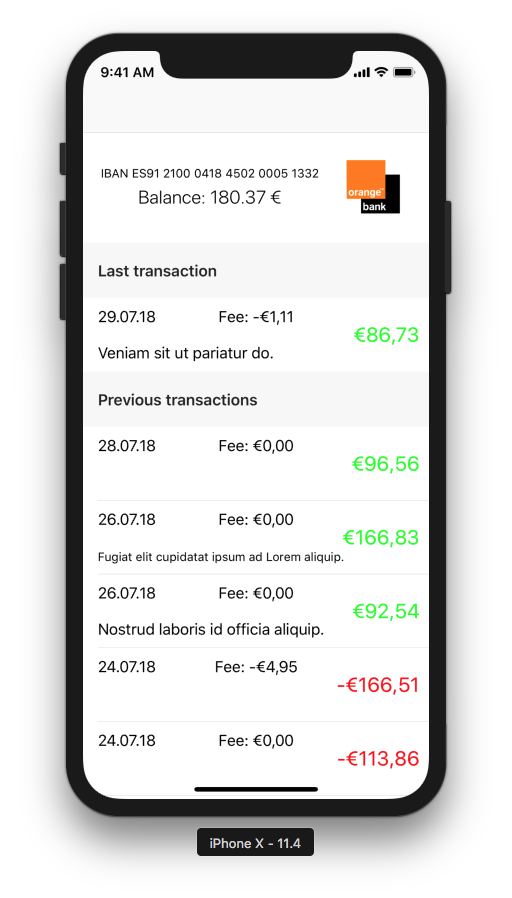 9:41 AM
IBAN ES91 2100 0418 4502 0005 1332
Balance: 180.37 €
orange™
bank
Last transaction
29.07.18 Fee: -€1,11
€86,73
Veniam sit ut pariatur do.
Previous transactions
28.07.18 Fee: €0,00
€96,56
26.07.18 Fee: €0,00
€166,83
Fugiat elit cupidatat ipsum ad Lorem aliquip.
26.07.18 Fee: €0,00
€92,54
Nostrud laboris id officia aliquip.
24.07.18 Fee: -€4,95
-€166,51
24.07.18 Fee: €0,00
-€113,86
iPhone X - 11.4